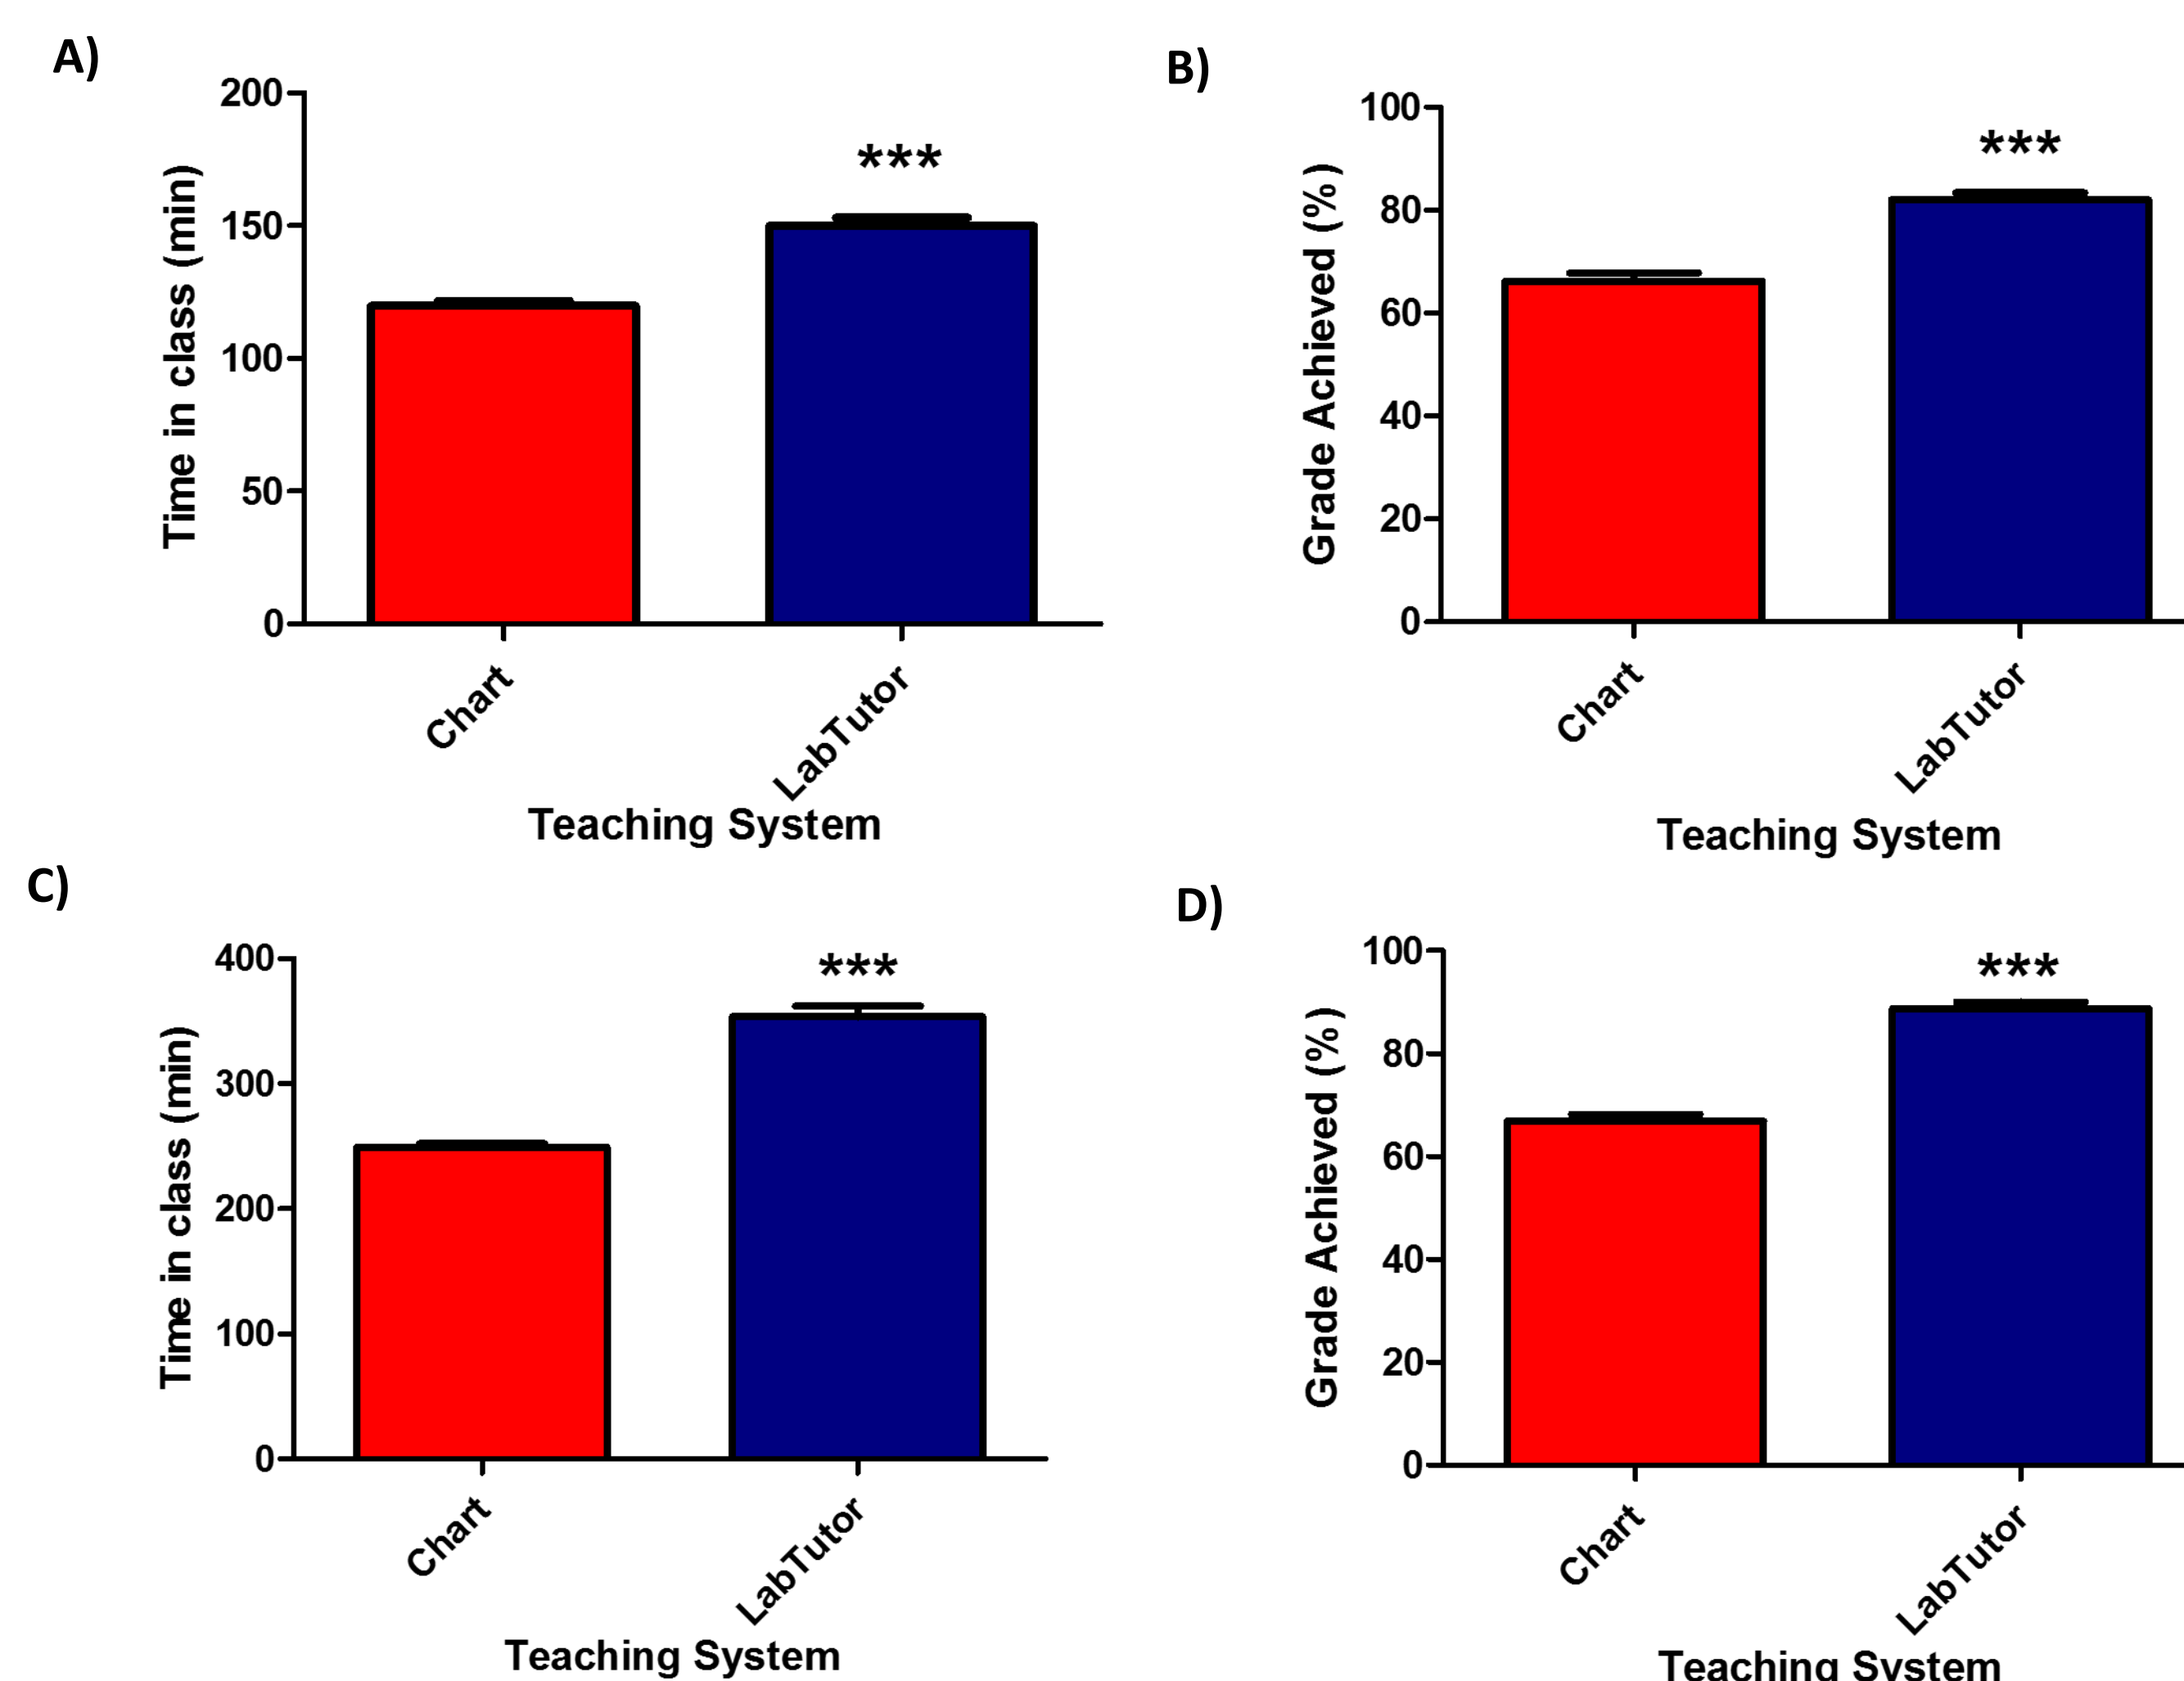 A)
Time in class (min)
200
150
100
50
0
***
Chart
LabTutor
Teaching System
B)
Grade Achieved (%)
100
80
60
40
20
0
***
Chart
LabTutor
Teaching System
C)
Time in class (min)
400
300
200
100
0
***
Chart
LabTutor
Teaching System
D)
Grade Achieved (%)
100
80
60
40
20
0
***
Chart
LabTutor
Teaching System